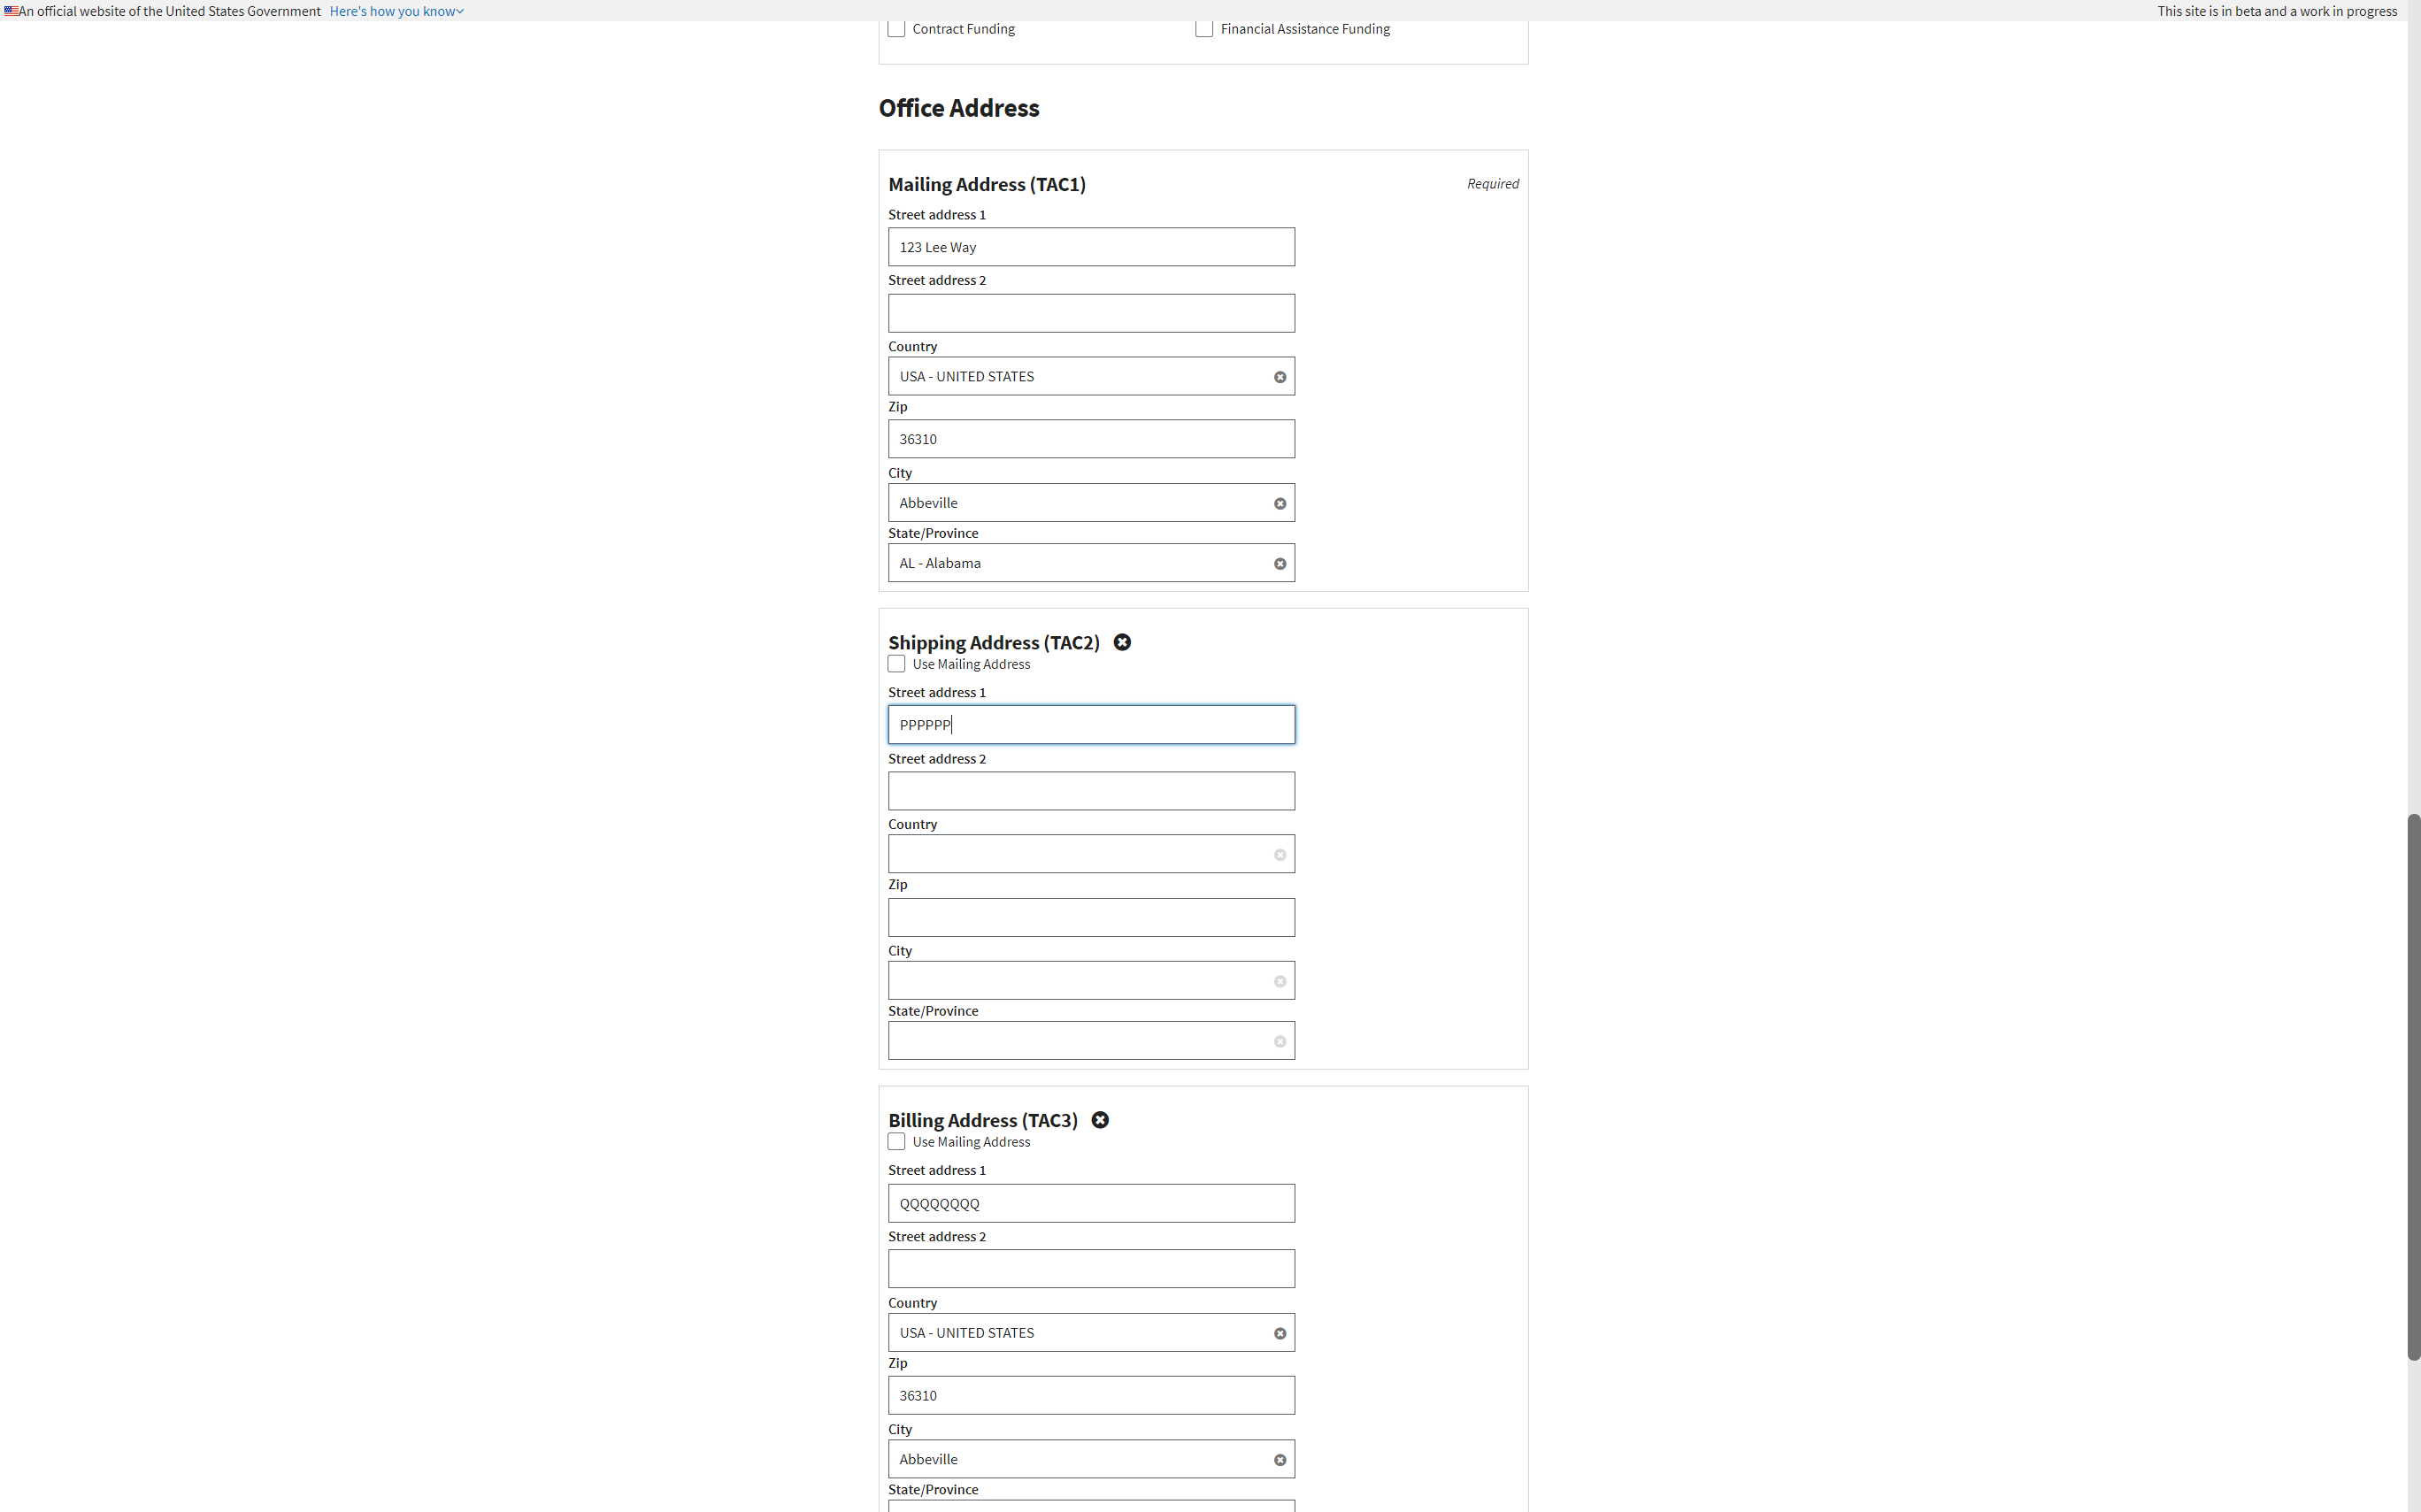 An official website of the United States Government Here's how you know
This site is in beta and a work in progress
Contract Funding
Financial Assistance Funding
Office Address
Mailing Address (TAC1)
Required
Street address 1
123 Lee Way
Street address 2
Country
USA - UNITED STATES
Zip
36310
City
Abbeville
State/Province
AL - Alabama
Shipping Address (TAC2)
Use Mailing Address
Street address 1
PPPPPP
Street address 2
Country
Zip
City
State/Province
Billing Address (TAC3)
Use Mailing Address
Street address 1
QQQQQQQQ
Street address 2
Country
USA - UNITED STATES
Zip
36310
City
Abbeville
State/Province